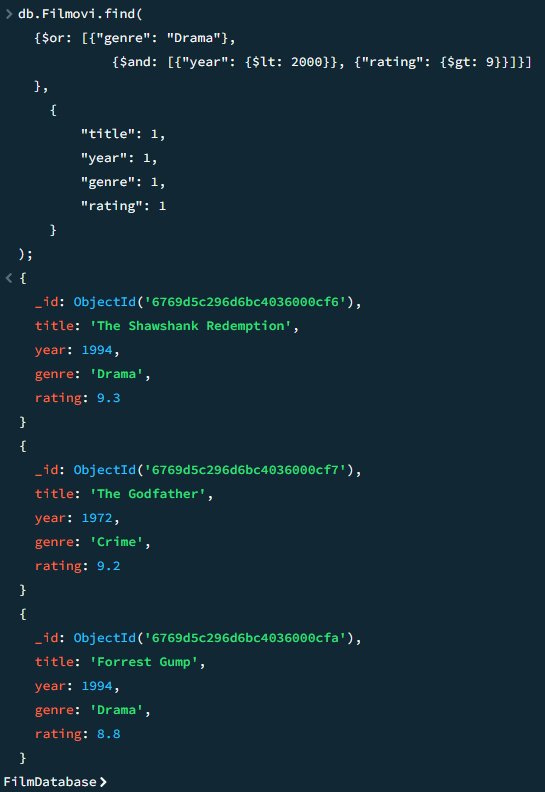 > db.Filmovi.find(
{$or: [{"genre": "Drama"},
{$and: [{"year": {$lt: 2000}}, {"rating": {$gt: 9}}]}]
},
{
"title": 1,
"year": 1,
"genre": 1,
"rating": 1
}
);
< {
_id: ObjectId('6769d5c296d6bc4036000cf6'),
title: 'The Shawshank Redemption',
year: 1994,
genre: 'Drama',
rating: 9.3
}
{
_id: ObjectId('6769d5c296d6bc4036000cf7'),
title: 'The Godfather',
year: 1972,
genre: 'Crime',
rating: 9.2
}
{
_id: ObjectId('6769d5c296d6bc4036000cfa'),
title: 'Forrest Gump',
year: 1994,
genre: 'Drama',
rating: 8.8
}
FilmDatabase>